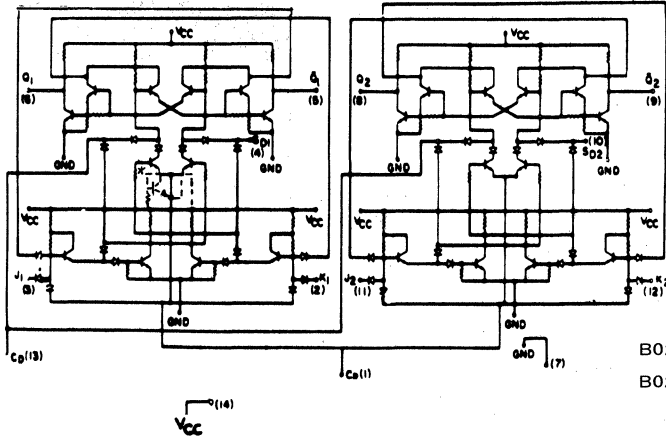 VCC VCC
Q1 Q̄1 Q2 Q̄2
(6) (5) (8) (9)
SD1 (4) (10) SD2
GND GND GND GND
VCC VCC VCC VCC
J1 (3) K1 (2) J2 (11) K2 (12)
GND GND
GND (7)
CD(13) CP(1)
VCC (14)
B02
B02